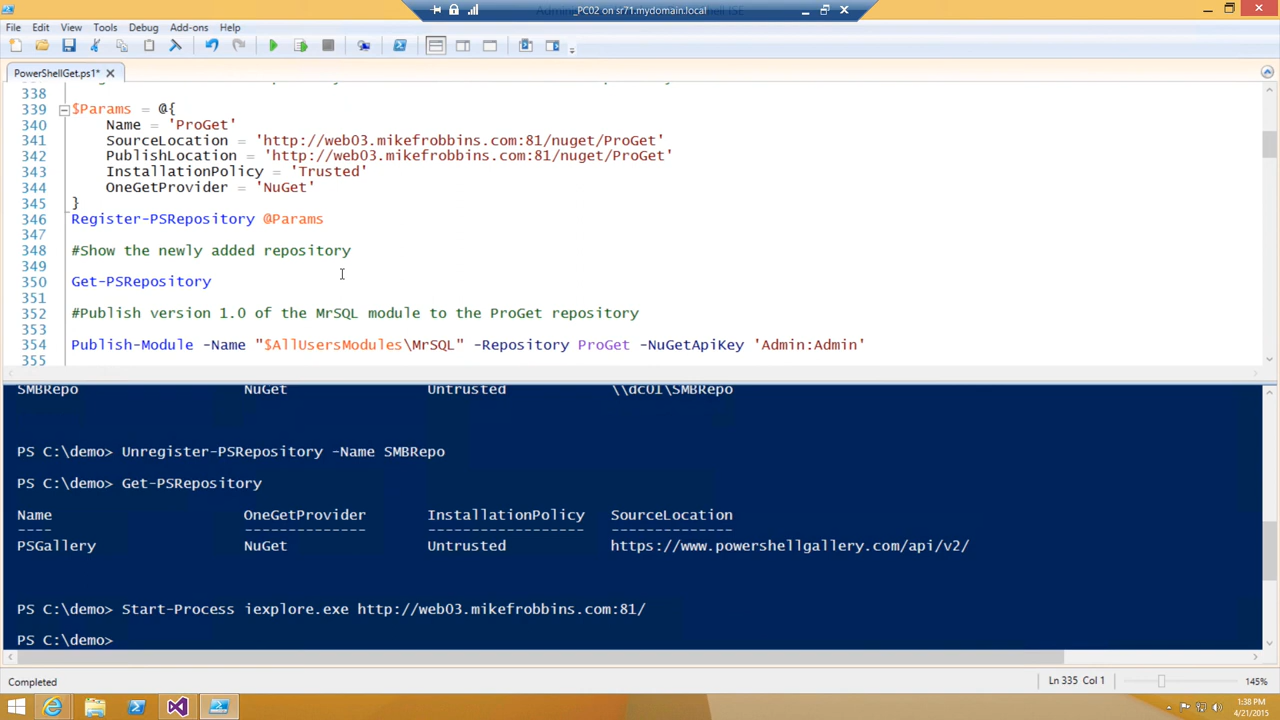 _PC02 on sr71.mydomain.local
File Edit View Tools Debug Add-ons Help
PowerShellGet.ps1*
338
339 $Params = @{
340 Name = 'ProGet'
341 SourceLocation = 'http://web03.mikefrobbins.com:81/nuget/ProGet'
342 PublishLocation = 'http://web03.mikefrobbins.com:81/nuget/ProGet'
343 InstallationPolicy = 'Trusted'
344 OneGetProvider = 'NuGet'
345 }
346 Register-PSRepository @Params
347
348 #Show the newly added repository
349
350 Get-PSRepository
351
352 #Publish version 1.0 of the MrSQL module to the ProGet repository
353
354 Publish-Module -Name "$AllUsersModules\MrSQL" -Repository ProGet -NuGetApiKey 'Admin:Admin'
355
SMBRepo NuGet Untrusted \\dc01\SMBRepo
PS C:\demo> Unregister-PSRepository -Name SMBRepo
PS C:\demo> Get-PSRepository
Name OneGetProvider InstallationPolicy SourceLocation
---- -------------- ------------------ --------------
PSGallery NuGet Untrusted https://www.powershellgallery.com/api/v2/
PS C:\demo> Start-Process iexplore.exe http://web03.mikefrobbins.com:81/
PS C:\demo>
Completed Ln 335 Col 1 145%
1:38 PM
4/21/2015